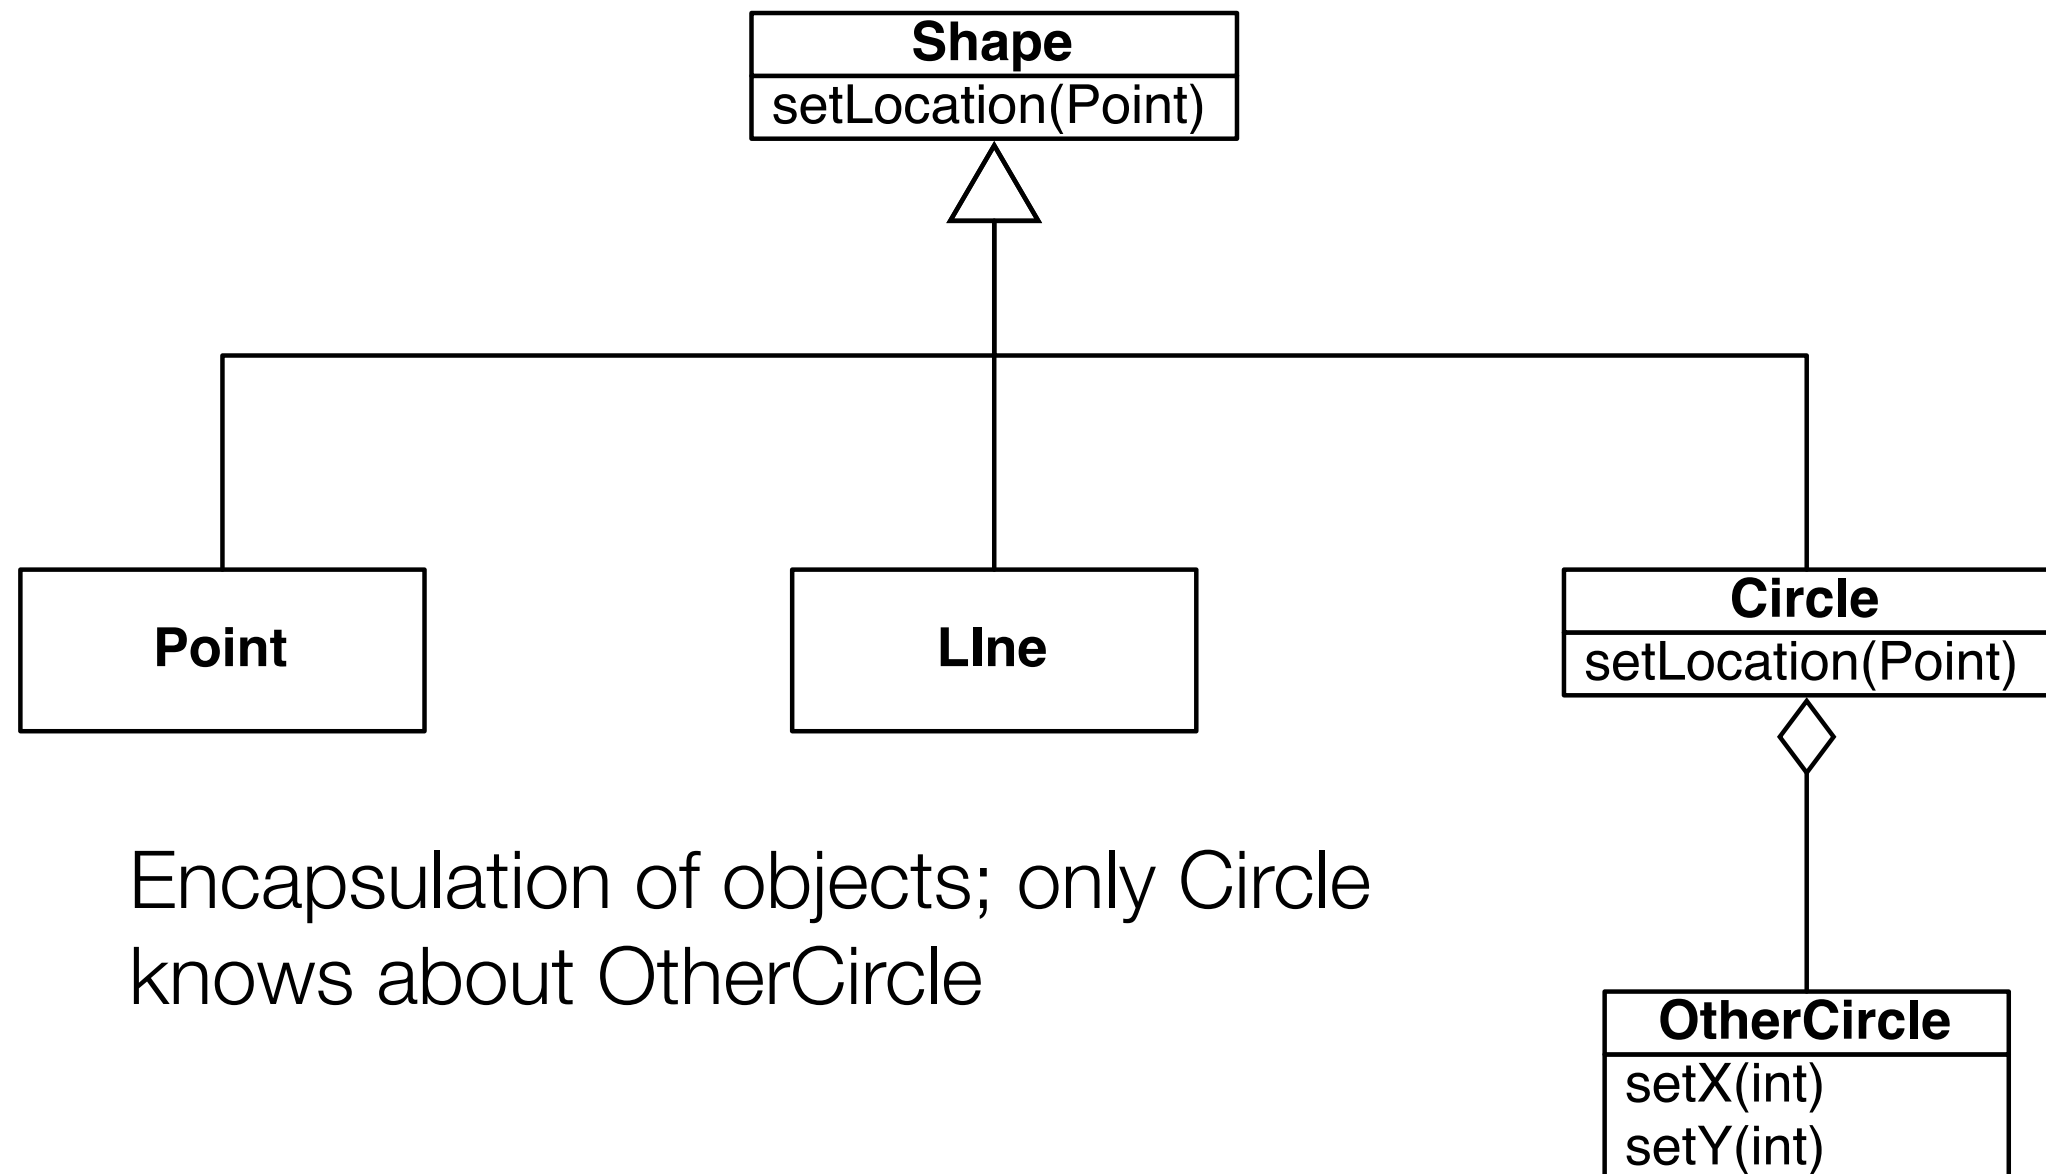 Shape
setLocation(Point)
Point
LIne
Circle
setLocation(Point)
Encapsulation of objects; only Circle
knows about OtherCircle
OtherCircle
setX(int)
setY(int)